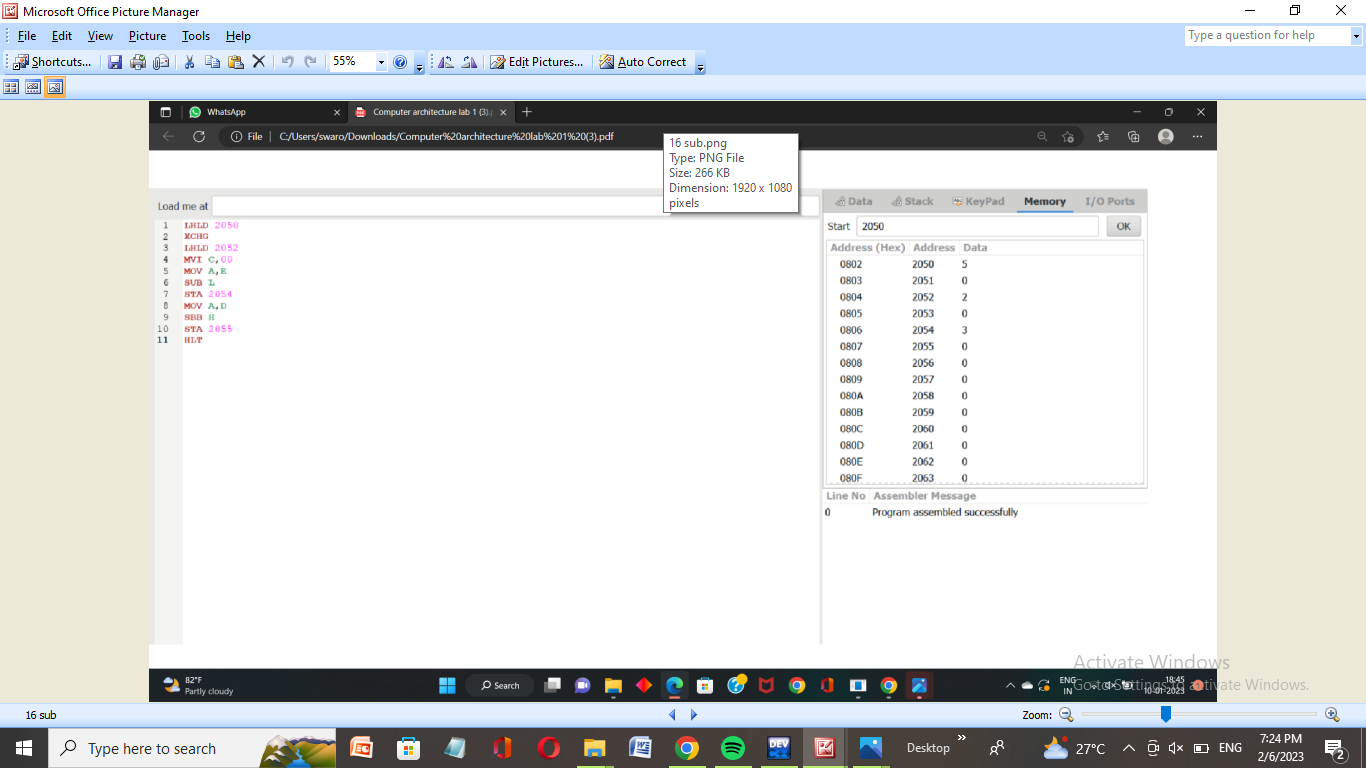 Microsoft Office Picture Manager
File Edit View Picture Tools Help
Type a question for help
Shortcuts...
55%
Edit Pictures...
Auto Correct
WhatsApp
Computer architecture lab 1 (3).p
File
C:/Users/swaro/Downloads/Computer%20architecture%20lab%201%20(3).pdf
16 sub.png
Type: PNG File
Size: 266 KB
Dimension: 1920 x 1080
pixels
Load me at
1 LHLD 2050
2 XCHG
3 LHLD 2052
4 MVI C,00
5 MOV A,E
6 SUB L
7 STA 2054
8 MOV A,D
9 SBB H
10 STA 2055
11 HLT
Data Stack KeyPad Memory I/O Ports
Start 2050 OK
Address (Hex) Address Data
0802 2050 5
0803 2051 0
0804 2052 2
0805 2053 0
0806 2054 3
0807 2055 0
0808 2056 0
0809 2057 0
080A 2058 0
080B 2059 0
080C 2060 0
080D 2061 0
080E 2062 0
080F 2063 0
Line No Assembler Message
0 Program assembled successfully
Activate Windows
Go to Settings to activate Windows.
82°F
Partly cloudy
Search
ENG
IN
18:45
10-01-2023
16 sub
Zoom:
Type here to search
Desktop
27°C
ENG
7:24 PM
2/6/2023
2